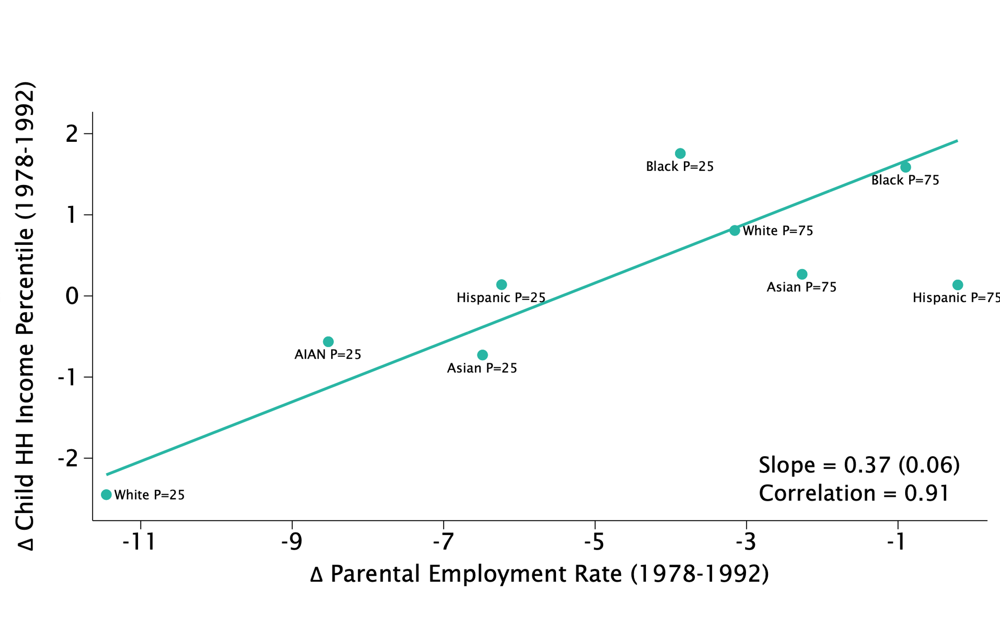 Δ Child HH Income Percentile (1978-1992)
2
1
0
-1
-2
Black P=25
Black P=75
White P=75
Asian P=75
Hispanic P=25
Hispanic P=75
AIAN P=25
Asian P=25
White P=25
Slope = 0.37 (0.06)
Correlation = 0.91
-11 -9 -7 -5 -3 -1
Δ Parental Employment Rate (1978-1992)